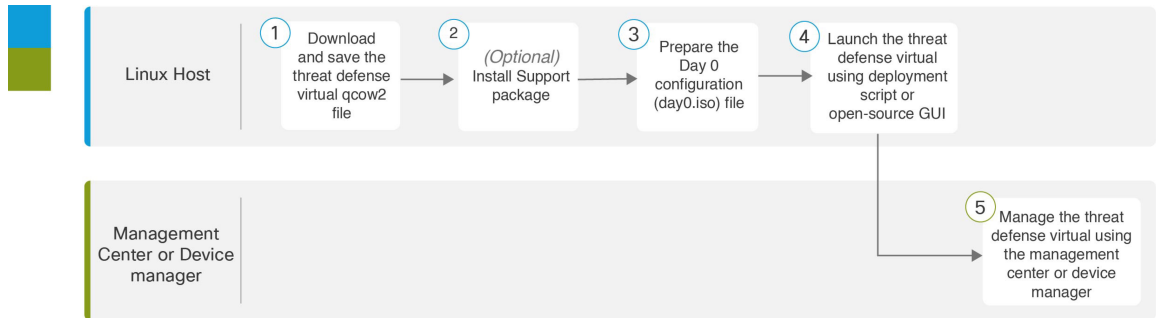 Linux Host
1
Download
and save the
threat defense
virtual qcow2
file
2
(Optional)
Install Support
package
3
Prepare the
Day 0
configuration
(day0.iso) file
4
Launch the threat
defense virtual
using deployment
script or
open-source GUI
Management
Center or Device
manager
5
Manage the threat
defense virtual using
the management
center or device
manager